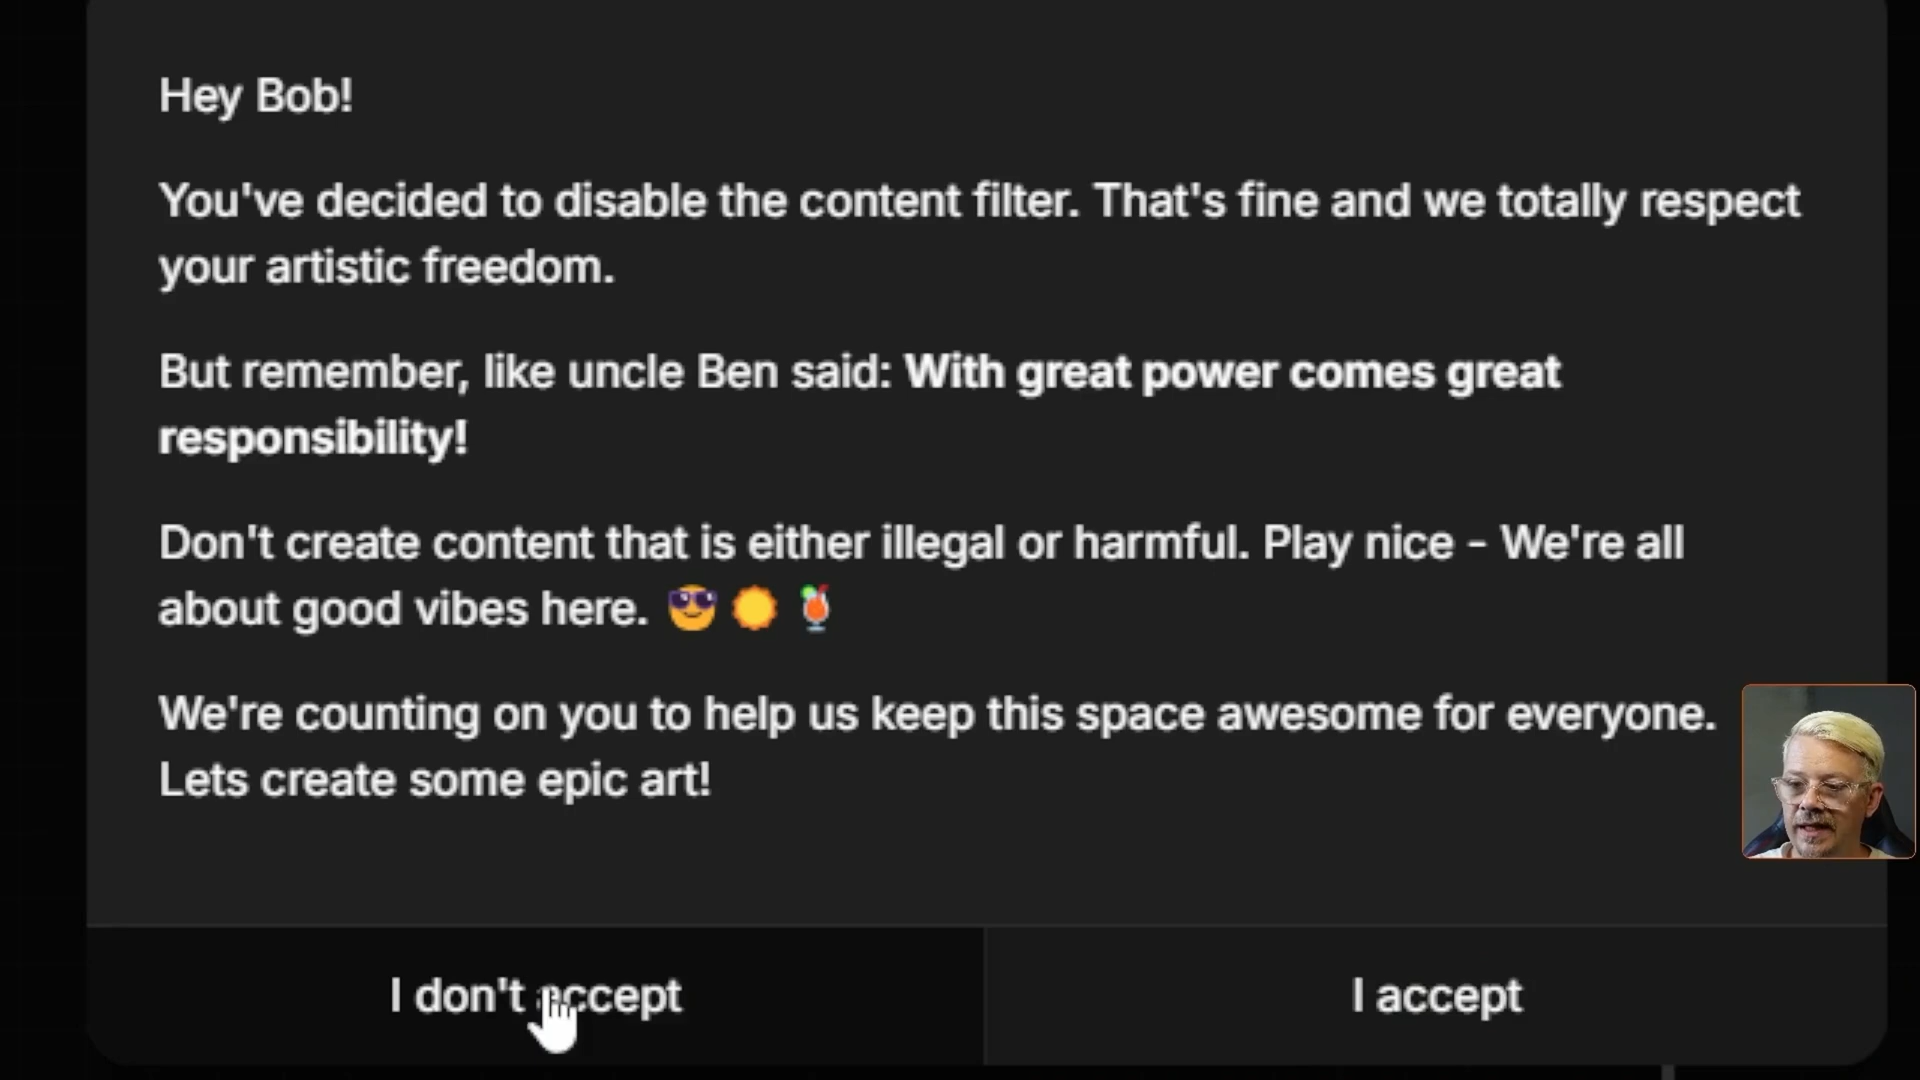 Hey Bob!
You've decided to disable the content filter. That's fine and we totally respect
your artistic freedom.
But remember, like uncle Ben said: With great power comes great
responsibility!
Don't create content that is either illegal or harmful. Play nice - We're all
about good vibes here. 😎 ☀️ 🍹
We're counting on you to help us keep this space awesome for everyone.
Lets create some epic art!
I don't accept
I accept